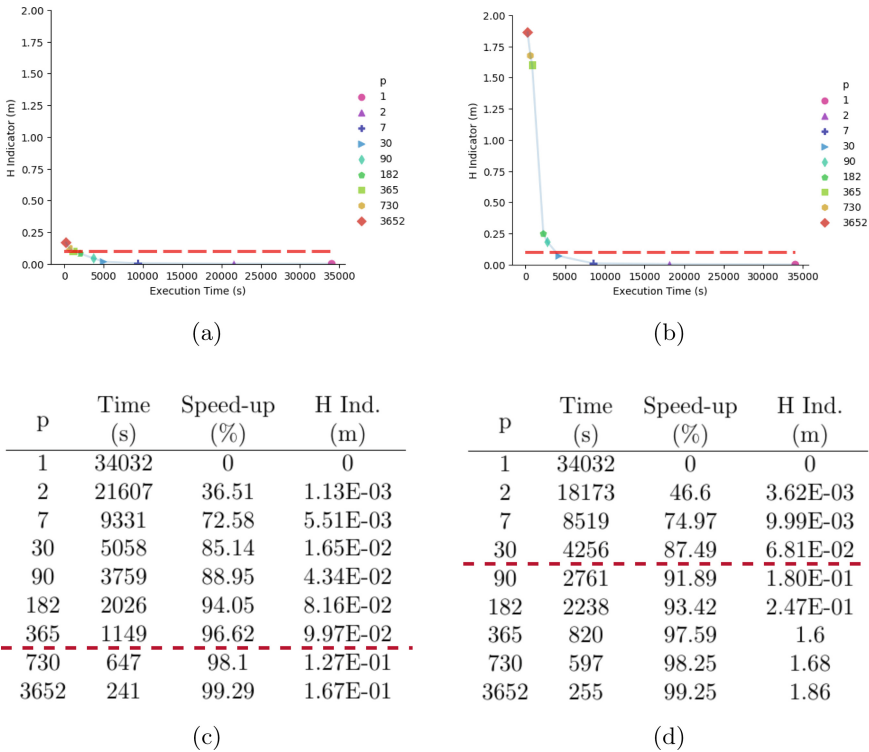 2.00
1.75
1.50
1.25
1.00
0.75
0.50
0.25
0.00
H Indicator (m)
0 5000 10000 15000 20000 25000 30000 35000
Execution Time (s)
p
1
2
7
30
90
182
365
730
3652
(a)
2.00
1.75
1.50
1.25
1.00
0.75
0.50
0.25
0.00
H Indicator (m)
0 5000 10000 15000 20000 25000 30000 35000
Execution Time (s)
p
1
2
7
30
90
182
365
730
3652
(b)
p Time (s) Speed-up (%) H Ind. (m)
1 34032 0 0
2 21607 36.51 1.13E-03
7 9331 72.58 5.51E-03
30 5058 85.14 1.65E-02
90 3759 88.95 4.34E-02
182 2026 94.05 8.16E-02
365 1149 96.62 9.97E-02
730 647 98.1 1.27E-01
3652 241 99.29 1.67E-01
(c)
p Time (s) Speed-up (%) H Ind. (m)
1 34032 0 0
2 18173 46.6 3.62E-03
7 8519 74.97 9.99E-03
30 4256 87.49 6.81E-02
90 2761 91.89 1.80E-01
182 2238 93.42 2.47E-01
365 820 97.59 1.6
730 597 98.25 1.68
3652 255 99.25 1.86
(d)